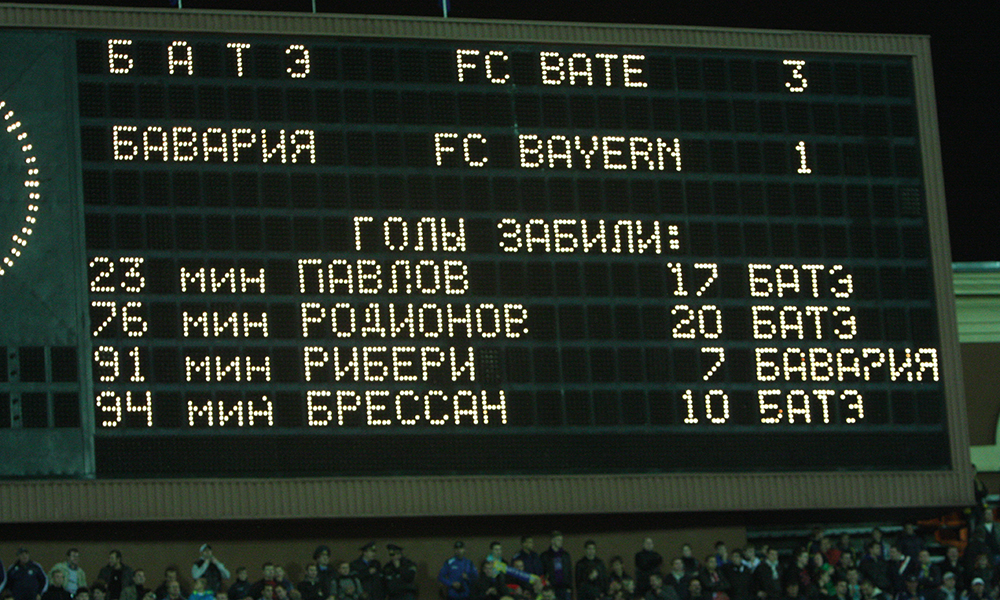 БАТЭ FC BATE 3
БАВАРИЯ FC BAYERN 1
ГОЛЫ ЗАБИЛИ:
23 мин ПАВЛОВ 17 БАТЭ
76 мин РОДИОНОВ 20 БАТЭ
91 мин РИБЕРИ 7 БАВАРИЯ
94 мин БРЕССАН 10 БАТЭ